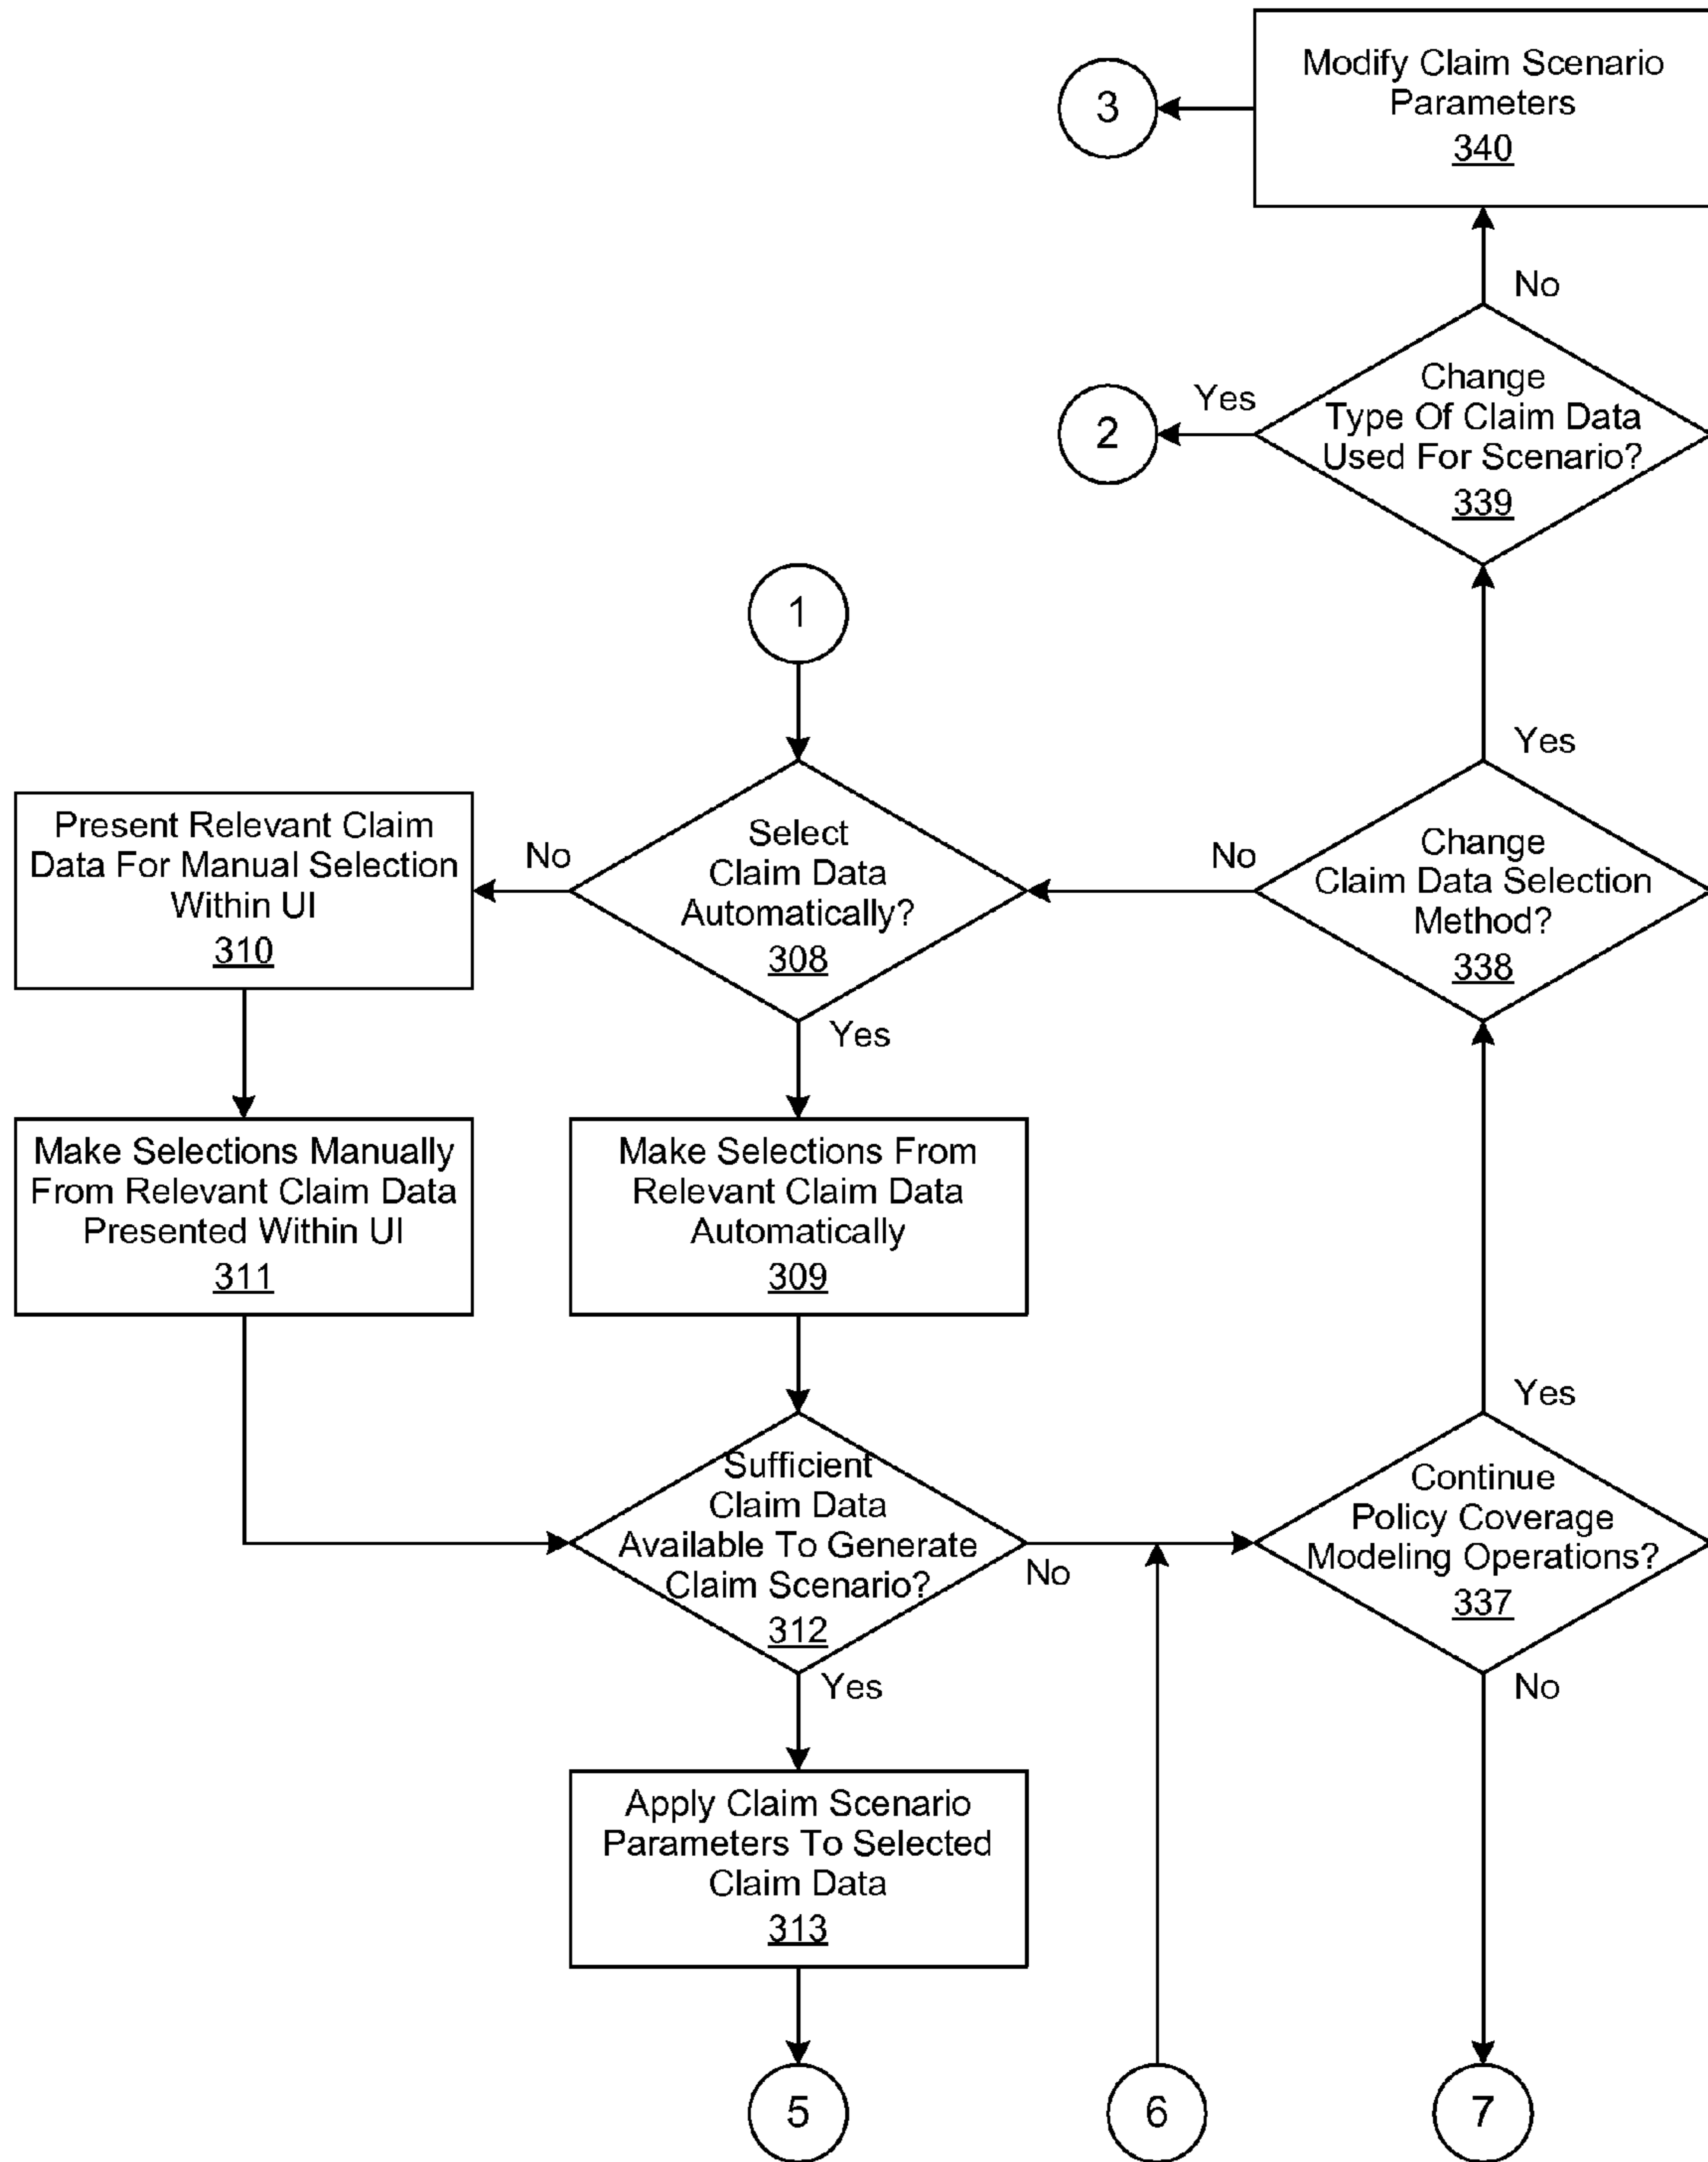 Modify Claim Scenario
Parameters
340
3
No
Change
Type Of Claim Data
Used For Scenario?
339
Yes
2
1
Yes
Present Relevant Claim
Data For Manual Selection
Within UI
310
No
Select
Claim Data
Automatically?
308
No
Change
Claim Data Selection
Method?
338
Yes
Make Selections Manually
From Relevant Claim Data
Presented Within UI
311
Make Selections From
Relevant Claim Data
Automatically
309
Yes
Sufficient
Claim Data
Available To Generate
Claim Scenario?
312
No
Continue
Policy Coverage
Modeling Operations?
337
Yes
No
Apply Claim Scenario
Parameters To Selected
Claim Data
313
5
6
7